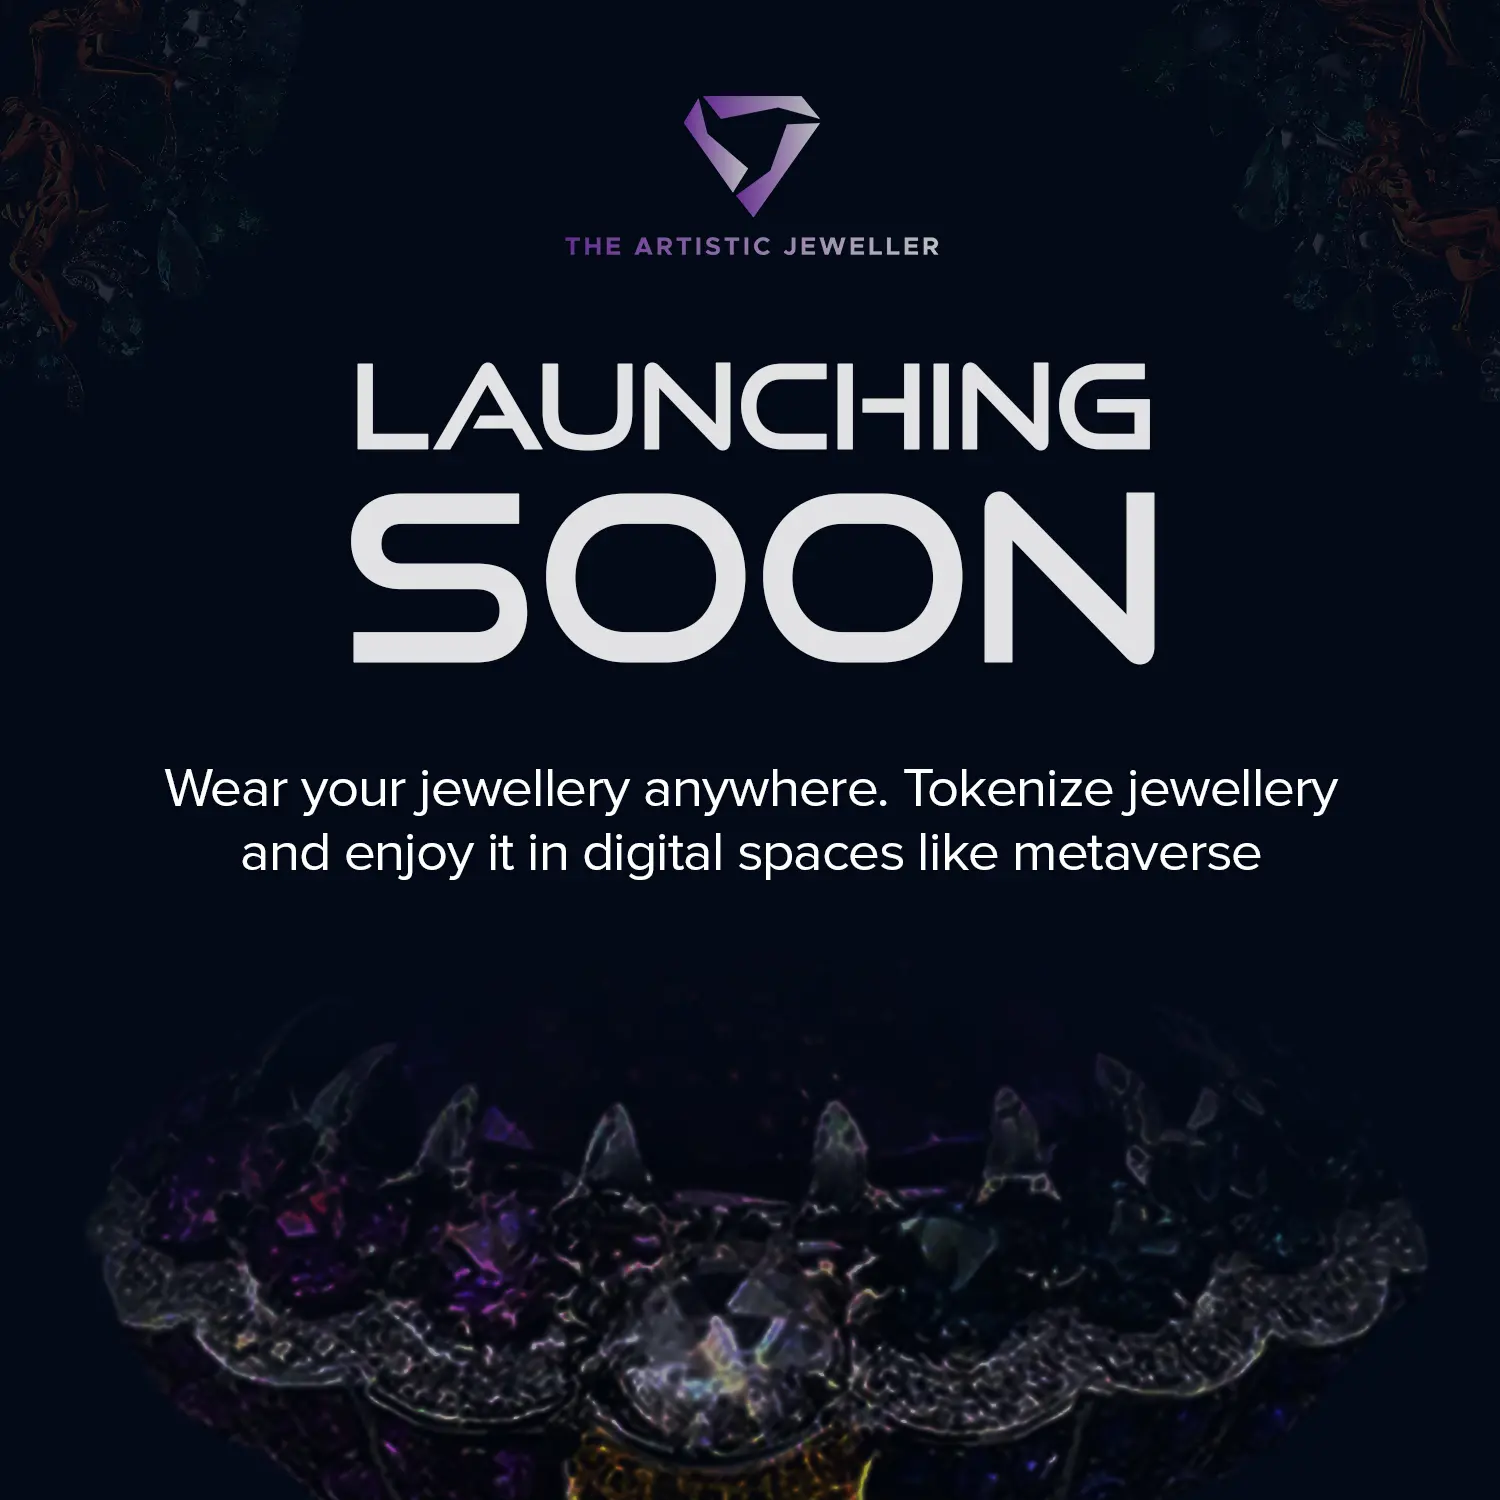 THE ARTISTIC JEWELLER
LAUNCHING
SOON
Wear your jewellery anywhere. Tokenize jewellery
and enjoy it in digital spaces like metaverse